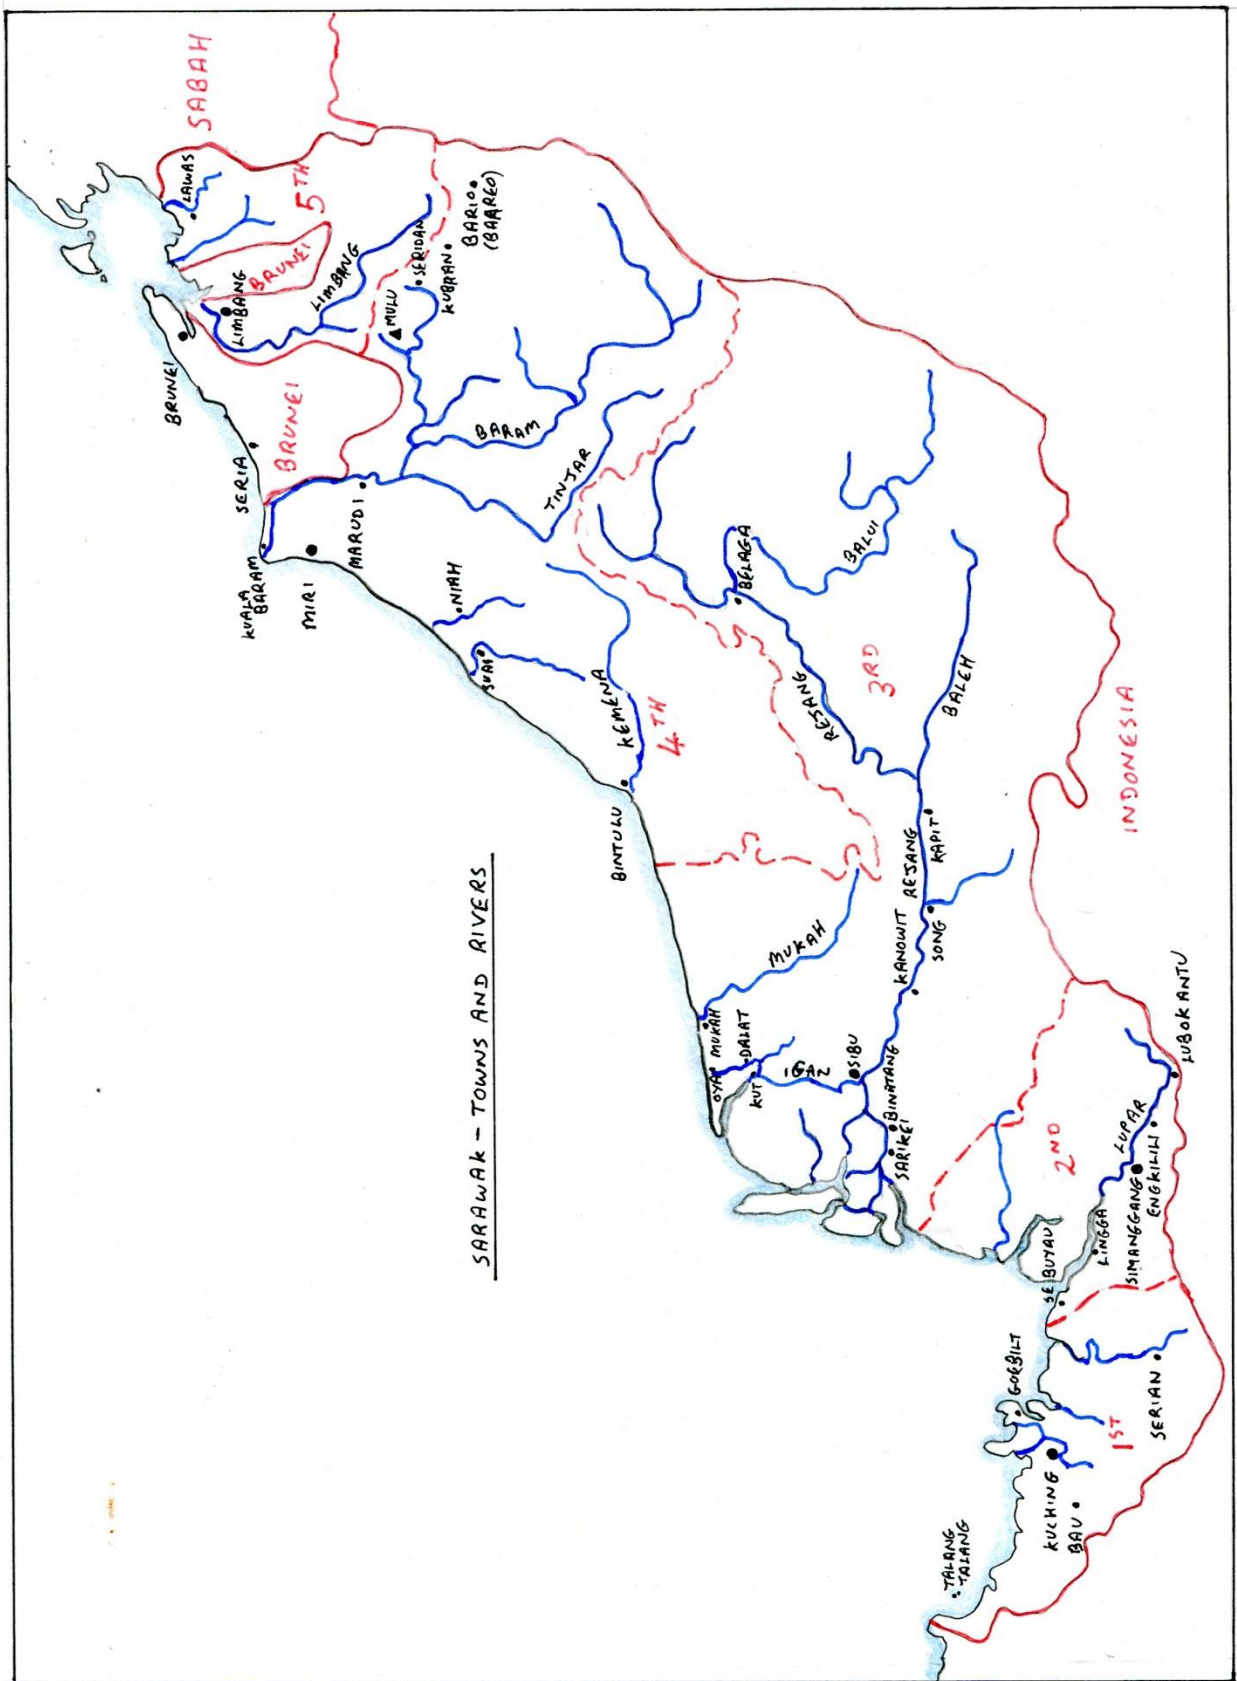 SARAWAK - TOWNS AND RIVERS
SABAH
LAWAS
5TH
BRUNEI
LIMBANG
LIMBANG
BRUNEI
BRUNEI
SERIA
KUALA
BARAM
MIRI
MARUDI
MULU
SERIDAN
KUBAAN
BARIO
(BAAREO)
BARAM
TINJAR
NIAH
SUAI
KEMENA
4TH
BINTULU
BELAGA
BALUI
REJANG
3RD
BALEH
INDONESIA
MUKAH
OYA
MUKAH
DALAT
KUT
IGAN
SIBU
KANOWIT
REJANG
KAPIT
SONG
BINATANG
SARIKEI
2ND
LUPAR
LUBOK ANTU
SEBUYAU
LINGGA
SIMANGGANG
ENGKILILI
GOEBILT
SERIAN
1ST
KUCHING
BAU
TALANG
TALANG